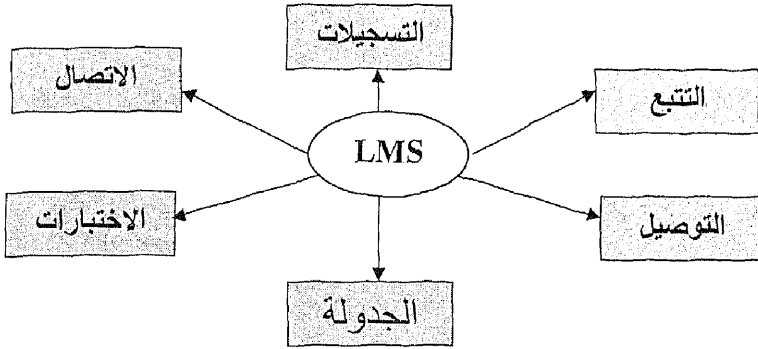 التسجيلات
الاتصال
التتبع
LMS
الاختبارات
التوصيل
الجدولة